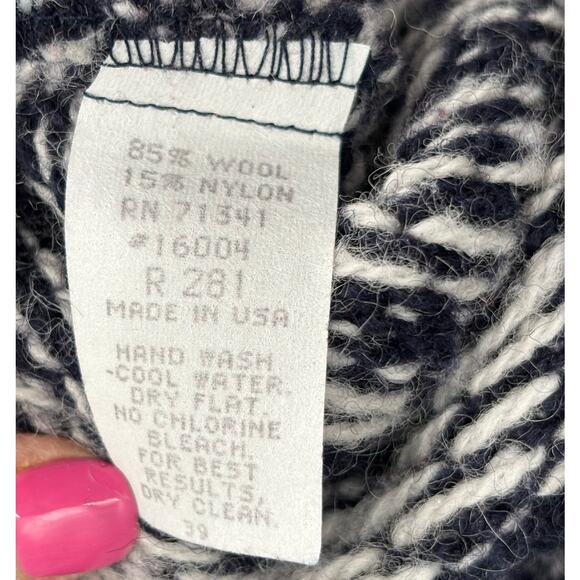 85% WOOL
15% NYLON
RN 71341
#16004
R 281
MADE IN USA
HAND WASH
-COOL WATER.
DRY FLAT.
NO CHLORINE
BLEACH.
FOR BEST
RESULTS,
DRY CLEAN.
39